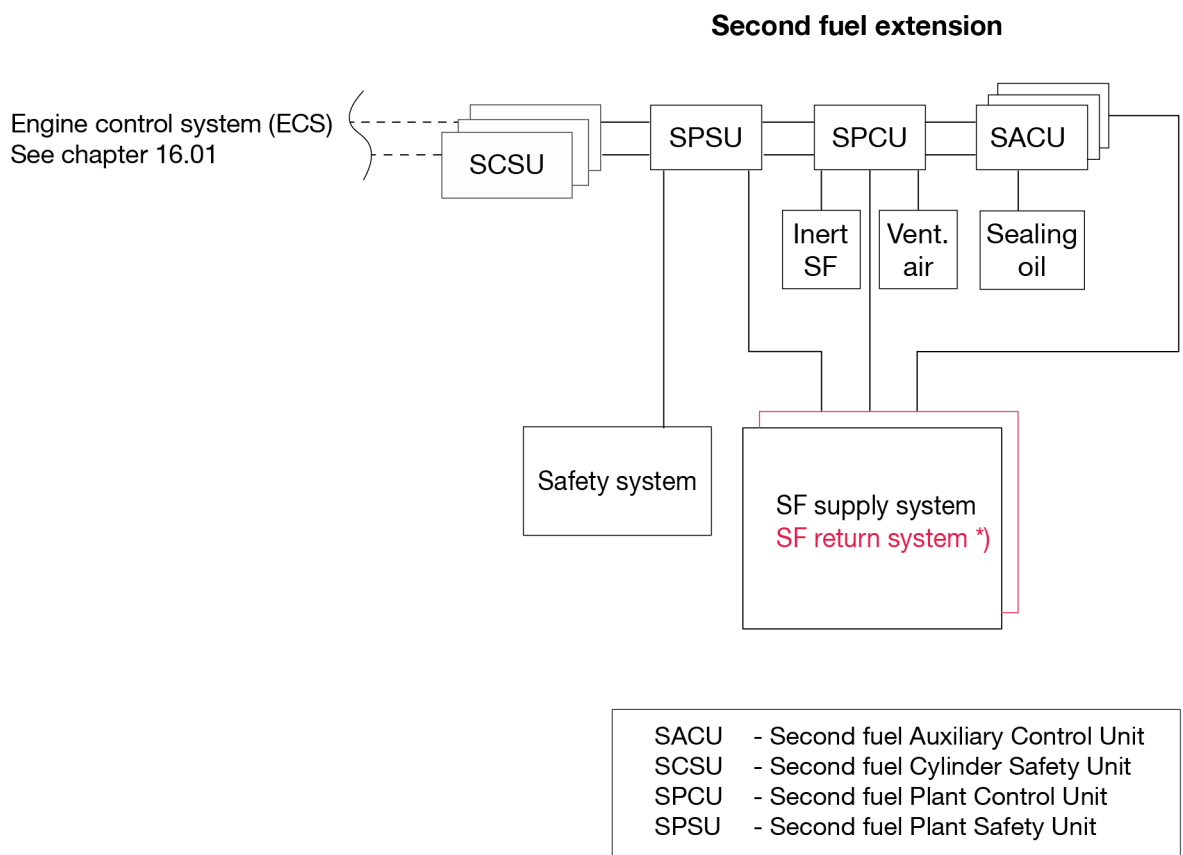 Second fuel extension
Engine control system (ECS)
See chapter 16.01
SCSU
SPSU
SPCU
SACU
Inert
SF
Vent.
air
Sealing
oil
Safety system
SF supply system
SF return system *)
SACU - Second fuel Auxiliary Control Unit
SCSU - Second fuel Cylinder Safety Unit
SPCU - Second fuel Plant Control Unit
SPSU - Second fuel Plant Safety Unit